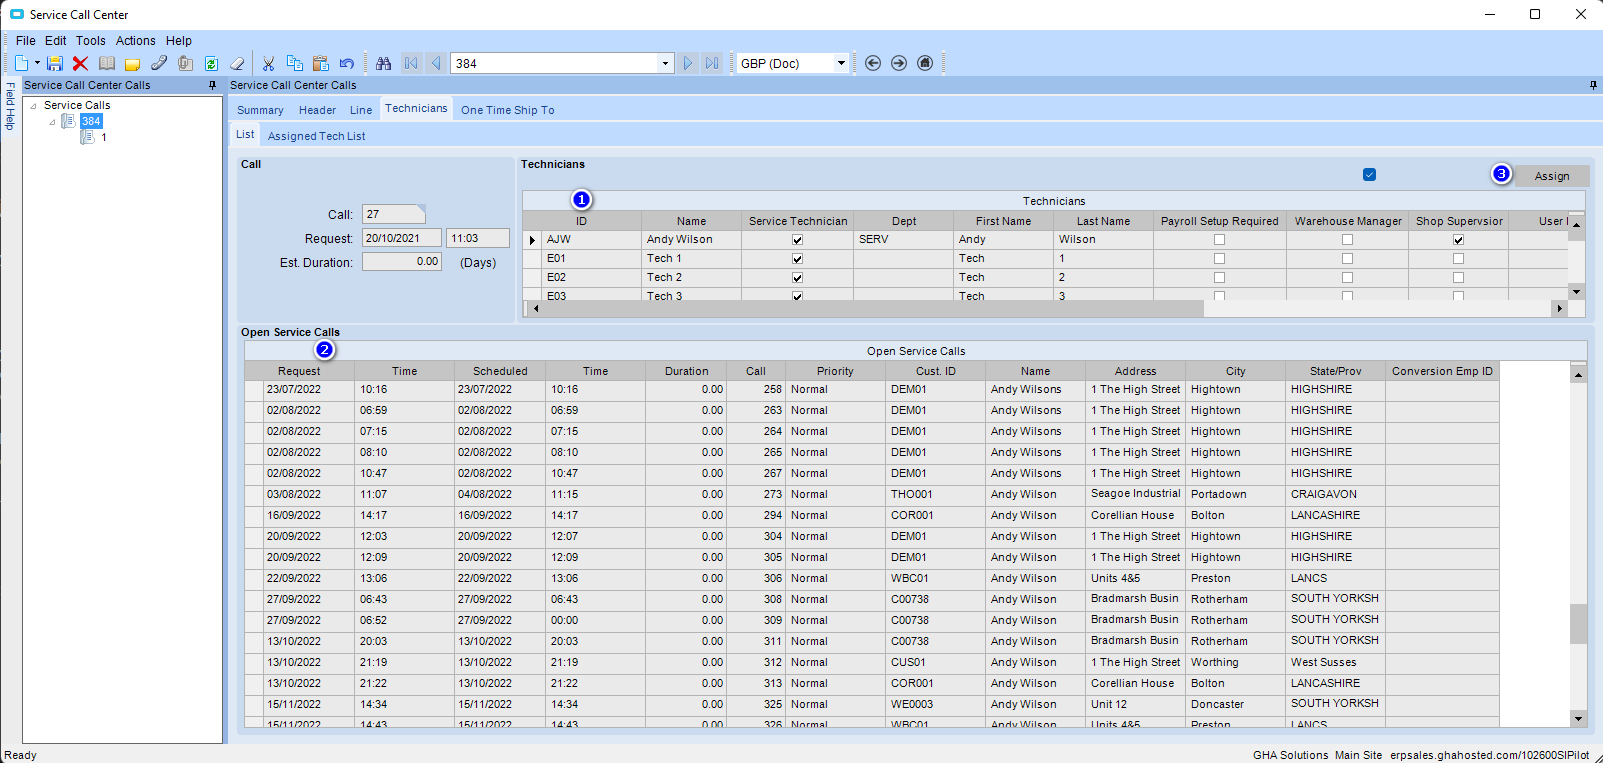 Service Call Center
File Edit Tools Actions Help
384 GBP (Doc)
Field Help
Service Call Center Calls
Service Calls
384
1
Service Call Center Calls
Summary Header Line Technicians One Time Ship To
List Assigned Tech List
Call
Call: 27
Request: 20/10/2021 11:03
Est. Duration: 0.00 (Days)
Technicians
3 Assign
1 Technicians
ID Name Service Technician Dept First Name Last Name Payroll Setup Required Warehouse Manager Shop Supervsior User
AJW Andy Wilson SERV Andy Wilson
E01 Tech 1 Tech 1
E02 Tech 2 Tech 2
E03 Tech 3 Tech 3
Open Service Calls
2 Open Service Calls
Request Time Scheduled Time Duration Call Priority Cust. ID Name Address City State/Prov Conversion Emp ID
23/07/2022 10:16 23/07/2022 10:16 0.00 258 Normal DEM01 Andy Wilsons 1 The High Street Hightown HIGHSHIRE
02/08/2022 06:59 02/08/2022 06:59 0.00 263 Normal DEM01 Andy Wilsons 1 The High Street Hightown HIGHSHIRE
02/08/2022 07:15 02/08/2022 07:15 0.00 264 Normal DEM01 Andy Wilsons 1 The High Street Hightown HIGHSHIRE
02/08/2022 08:10 02/08/2022 08:10 0.00 265 Normal DEM01 Andy Wilsons 1 The High Street Hightown HIGHSHIRE
02/08/2022 10:47 02/08/2022 10:47 0.00 267 Normal DEM01 Andy Wilsons 1 The High Street Hightown HIGHSHIRE
03/08/2022 11:07 04/08/2022 11:15 0.00 273 Normal THO001 Andy Wilson Seagoe Industrial Portadown CRAIGAVON
16/09/2022 14:17 16/09/2022 14:17 0.00 294 Normal COR001 Andy Wilson Corellian House Bolton LANCASHIRE
20/09/2022 12:03 20/09/2022 12:07 0.00 304 Normal DEM01 Andy Wilson 1 The High Street Hightown HIGHSHIRE
20/09/2022 12:09 20/09/2022 12:09 0.00 305 Normal DEM01 Andy Wilson 1 The High Street Hightown HIGHSHIRE
22/09/2022 13:06 22/09/2022 13:06 0.00 306 Normal WBC01 Andy Wilson Units 4&5 Preston LANCS
27/09/2022 06:43 27/09/2022 06:43 0.00 308 Normal C00738 Andy Wilson Bradmarsh Busin Rotherham SOUTH YORKSH
27/09/2022 06:52 27/09/2022 00:00 0.00 309 Normal C00738 Andy Wilson Bradmarsh Busin Rotherham SOUTH YORKSH
13/10/2022 20:03 13/10/2022 20:03 0.00 311 Normal C00738 Andy Wilson Bradmarsh Busin Rotherham SOUTH YORKSH
13/10/2022 21:19 13/10/2022 21:19 0.00 312 Normal CUS01 Andy Wilson 1 The High Street Worthing West Susses
13/10/2022 21:22 13/10/2022 21:22 0.00 313 Normal COR001 Andy Wilson Corellian House Bolton LANCASHIRE
15/11/2022 14:34 15/11/2022 14:34 0.00 325 Normal WE0003 Andy Wilson Unit 12 Doncaster SOUTH YORKSH
15/11/2022 14:43 15/11/2022 14:43 0.00 326 Normal WBC01 Andy Wilson Units 4&5 Preston LANCS
Ready GHA Solutions Main Site erpsales.ghahosted.com/102600SIPilot